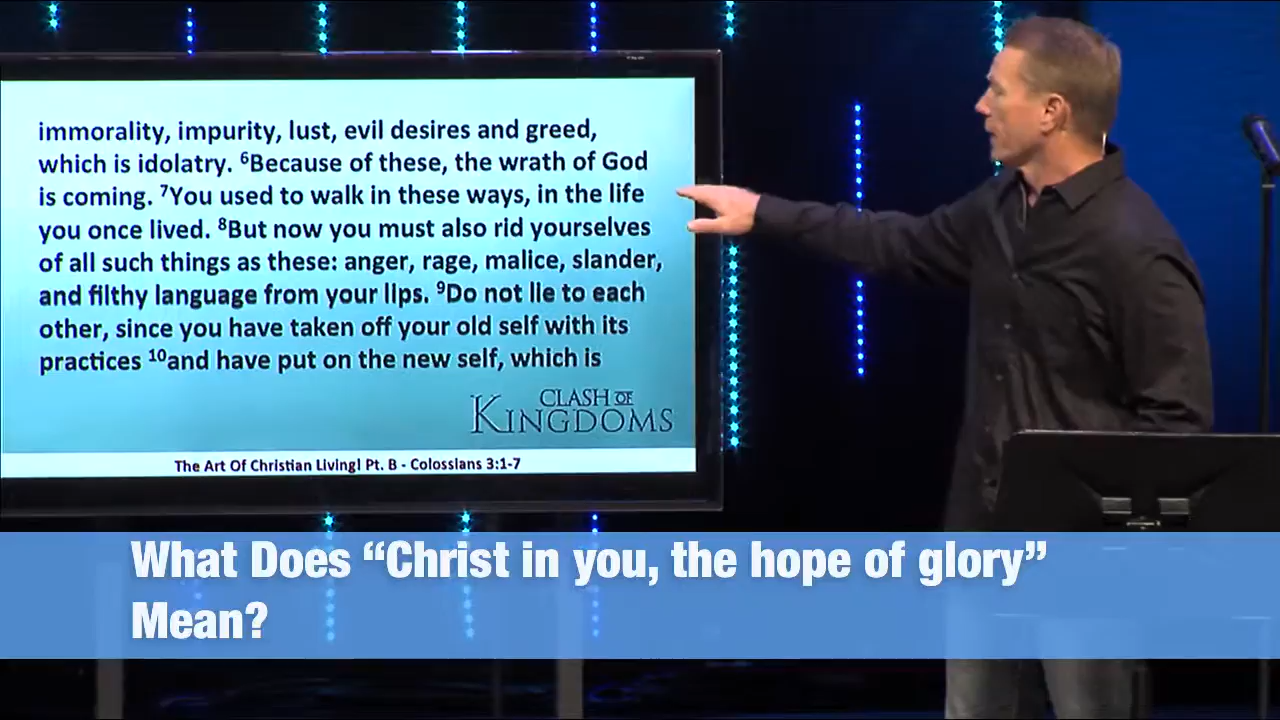 immorality, impurity, lust, evil desires and greed,
which is idolatry. ⁶Because of these, the wrath of God
is coming. ⁷You used to walk in these ways, in the life
you once lived. ⁸But now you must also rid yourselves
of all such things as these: anger, rage, malice, slander,
and filthy language from your lips. ⁹Do not lie to each
other, since you have taken off your old self with its
practices ¹⁰and have put on the new self, which is
CLASH OF
KINGDOMS
The Art Of Christian Living! Pt. B - Colossians 3:1-7
What Does “Christ in you, the hope of glory”
Mean?